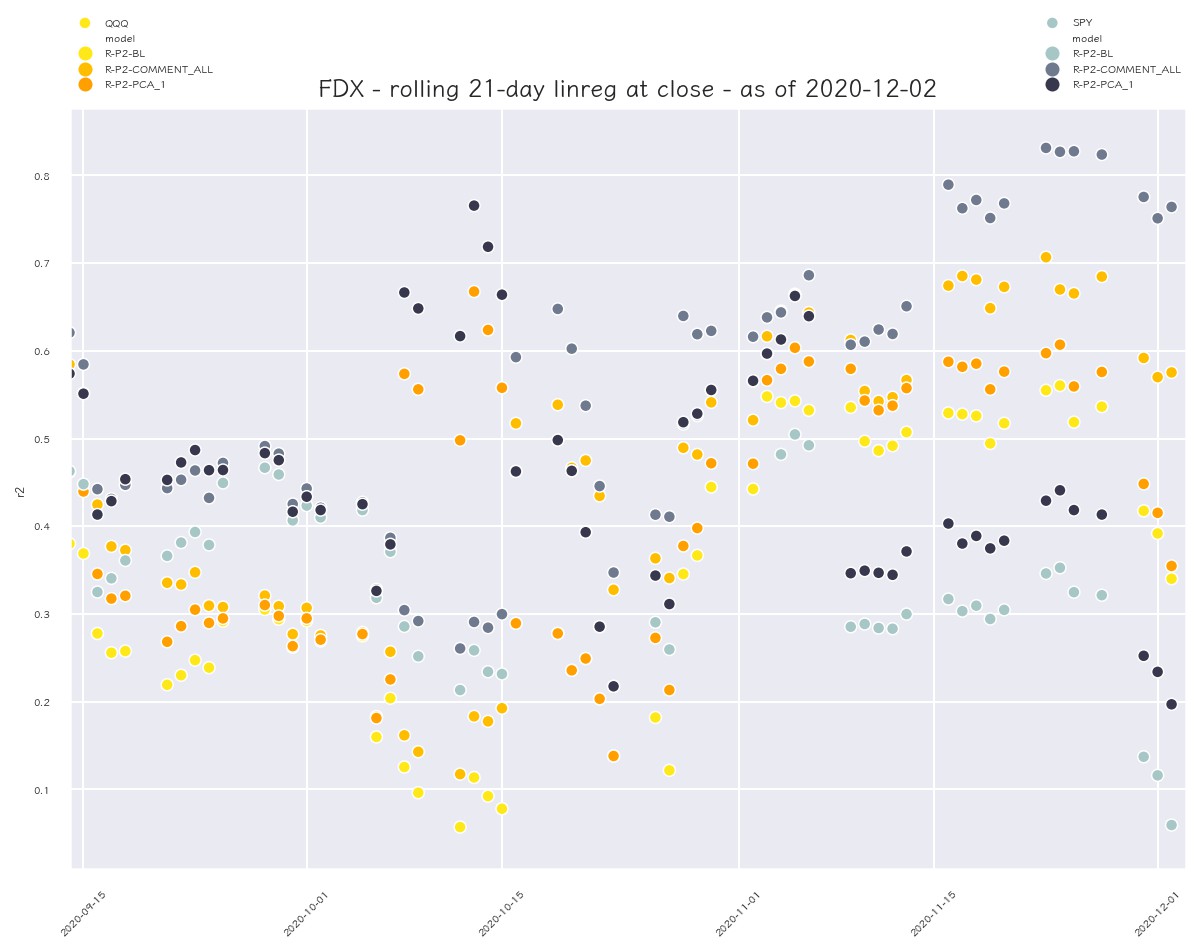 QQQ
model
R-P2-BL
R-P2-COMMENT_ALL
R-P2-PCA_1
SPY
model
R-P2-BL
R-P2-COMMENT_ALL
R-P2-PCA_1
FDX - rolling 21-day linreg at close - as of 2020-12-02
0.8
0.7
0.6
0.5
0.4
0.3
0.2
0.1
r2
2020-09-15
2020-10-01
2020-10-15
2020-11-01
2020-11-15
2020-12-01